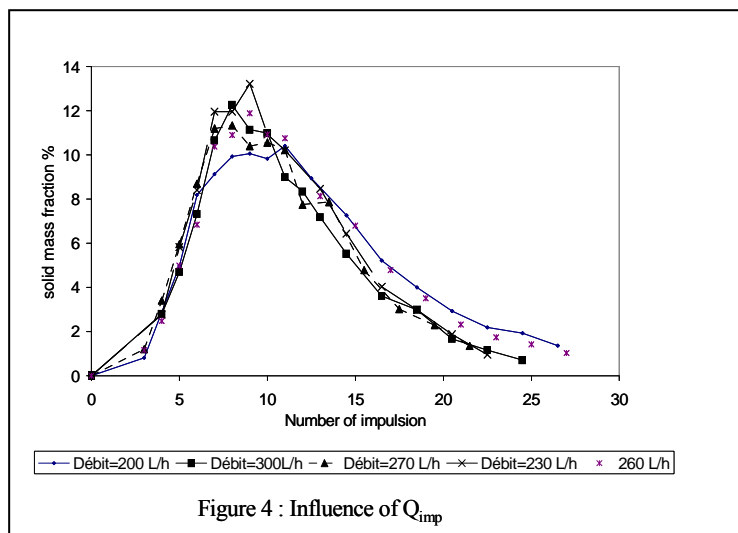 14
12
10
8
6
4
2
0
solid mass fraction %
0 5 10 15 20 25 30
Number of impulsion
Débit=200 L/h Débit=300L/h Débit=270 L/h Débit=230 L/h 260 L/h
Figure 4 : Influence of Qimp